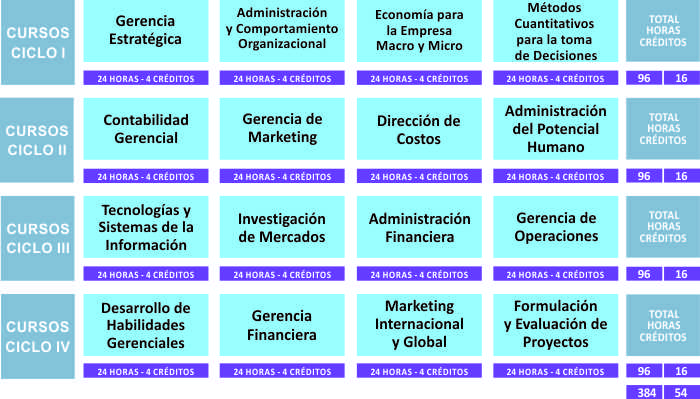 CURSOS
CICLO I
Gerencia
Estratégica
24 HORAS - 4 CRÉDITOS
Administración
y Comportamiento
Organizacional
24 HORAS - 4 CRÉDITOS
Economía para
la Empresa
Macro y Micro
24 HORAS - 4 CRÉDITOS
Métodos
Cuantitativos
para la toma
de Decisiones
24 HORAS - 4 CRÉDITOS
TOTAL
HORAS
CRÉDITOS
96 16
CURSOS
CICLO II
Contabilidad
Gerencial
24 HORAS - 4 CRÉDITOS
Gerencia de
Marketing
24 HORAS - 4 CRÉDITOS
Dirección de
Costos
24 HORAS - 4 CRÉDITOS
Administración
del Potencial
Humano
24 HORAS - 4 CRÉDITOS
TOTAL
HORAS
CRÉDITOS
96 16
CURSOS
CICLO III
Tecnologías y
Sistemas de la
Información
24 HORAS - 4 CRÉDITOS
Investigación
de Mercados
24 HORAS - 4 CRÉDITOS
Administración
Financiera
24 HORAS - 4 CRÉDITOS
Gerencia de
Operaciones
24 HORAS - 4 CRÉDITOS
TOTAL
HORAS
CRÉDITOS
96 16
CURSOS
CICLO IV
Desarrollo de
Habilidades
Gerenciales
24 HORAS - 4 CRÉDITOS
Gerencia
Financiera
24 HORAS - 4 CRÉDITOS
Marketing
Internacional
y Global
24 HORAS - 4 CRÉDITOS
Formulación
y Evaluación de
Proyectos
24 HORAS - 4 CRÉDITOS
TOTAL
HORAS
CRÉDITOS
96 16
384 54